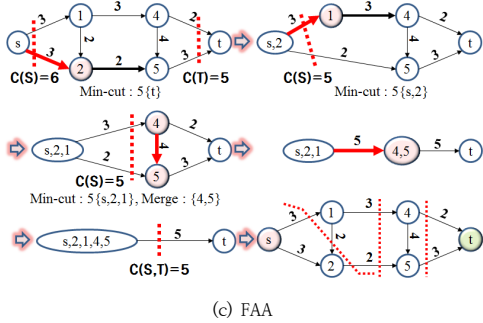 3 1 3 4 2
s 2 4 t
3 2 2 5 3
C(S)=6 C(T)=5
Min-cut : 5{t}
3 1 3 4 2
s,2 2 4 t
5 3
C(S)=5
Min-cut : 5{s,2}
3 4 2
s,2,1 4 t
2 5 3
C(S)=5
Min-cut : 5{s,2,1}, Merge : {4,5}
s,2,1 5 4,5 5 t
s,2,1,4,5 5 t
C(S,T)=5
3 1 3 4 2
s 2 4 t
3 2 2 5 3
(c) FAA